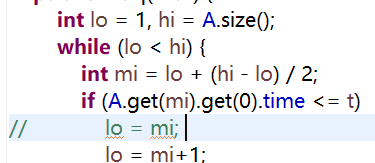 int lo = 1, hi = A.size();
while (lo < hi) {
int mi = lo + (hi - lo) / 2;
if (A.get(mi).get(0).time <= t)
// lo = mi;
lo = mi+1;